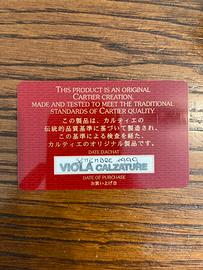 THIS PRODUCT IS AN ORIGINAL
CARTIER CREATION,
MADE AND TESTED TO MEET THE TRADITIONAL
STANDARDS OF CARTIER QUALITY.
この製品は、カルティエの
伝統的品質基準に基づいて製造され、
この基準による検査を経た、
カルティエのオリジナル製品です。
DATE D'ACHAT
1999
VIOLA CALZATURE
DATE OF PURCHASE
お買い上げ日